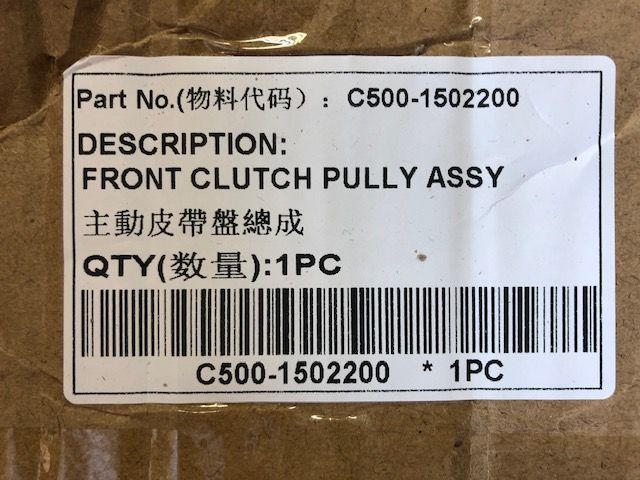 Part No.(物料代码）：C500-1502200
DESCRIPTION:
FRONT CLUTCH PULLY ASSY
主動皮帶盤總成
QTY(数量):1PC
C500-1502200 * 1PC